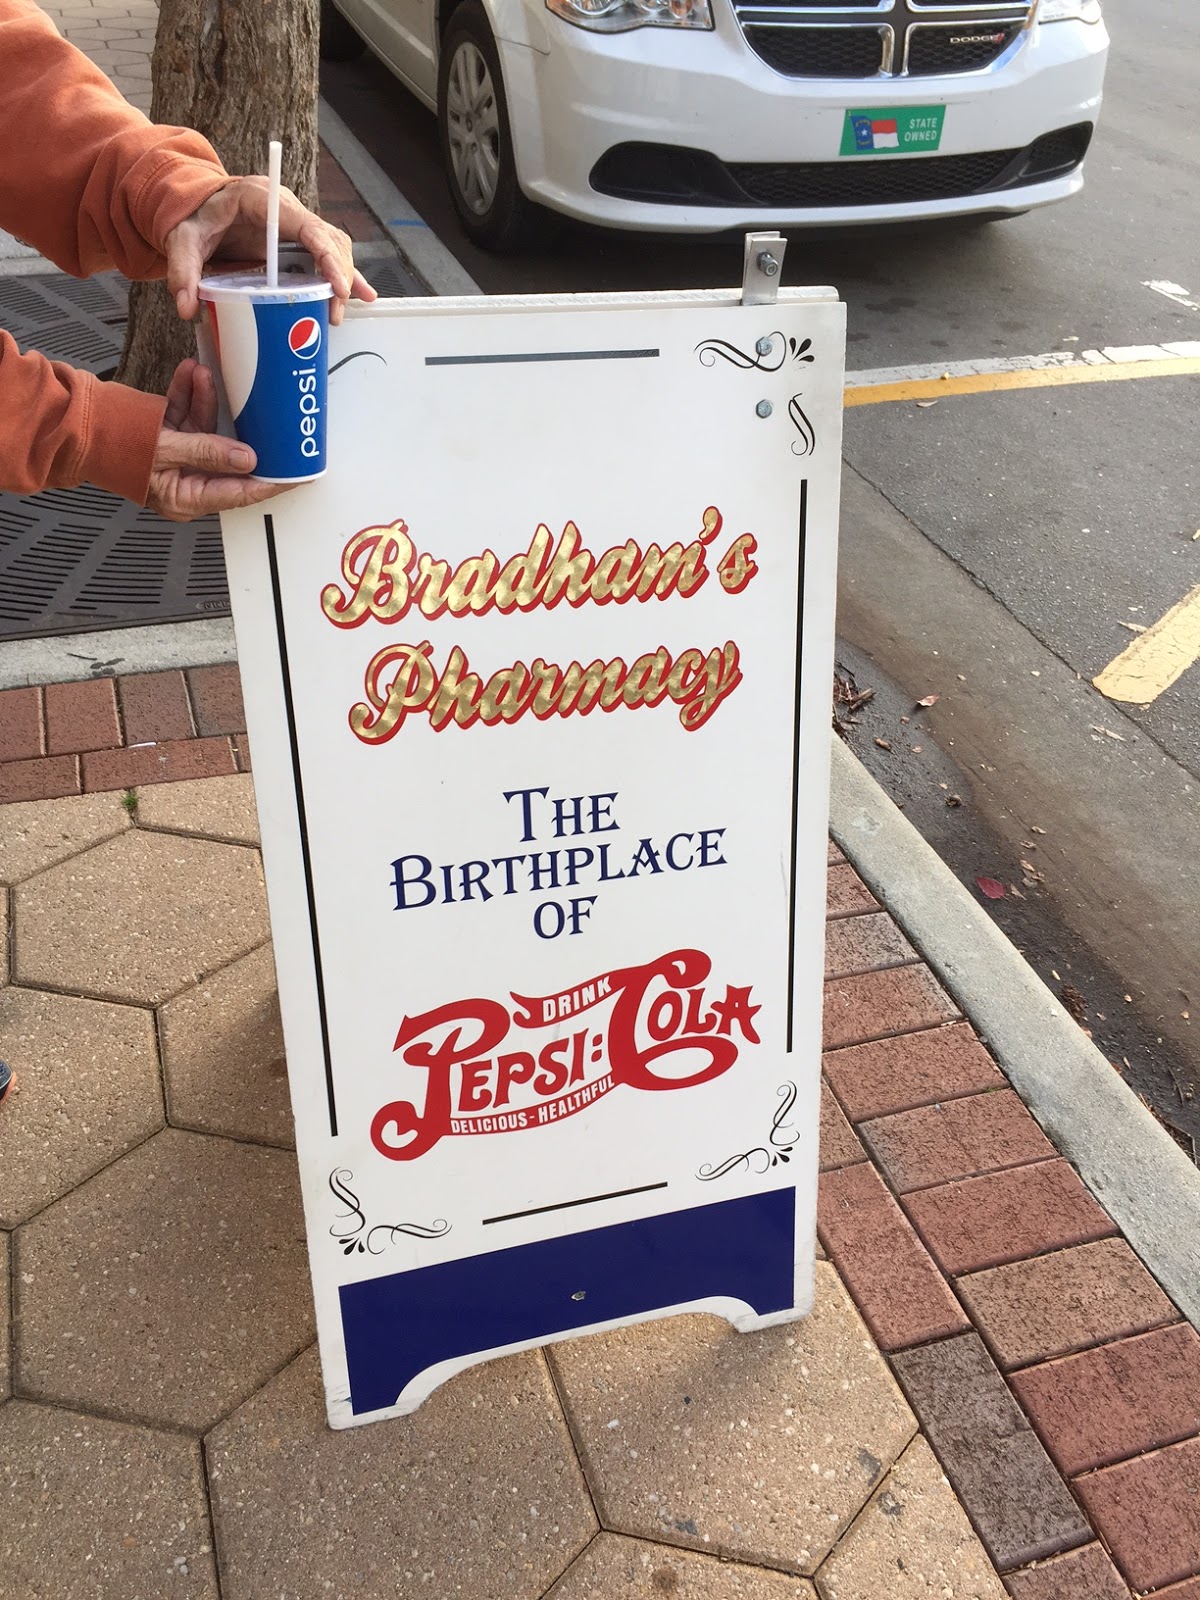 DODGE
STATE
OWNED
pepsi
Bradham's
Pharmacy
THE
BIRTHPLACE
OF
DRINK
PEPSI:COLA
DELICIOUS-HEALTHFUL